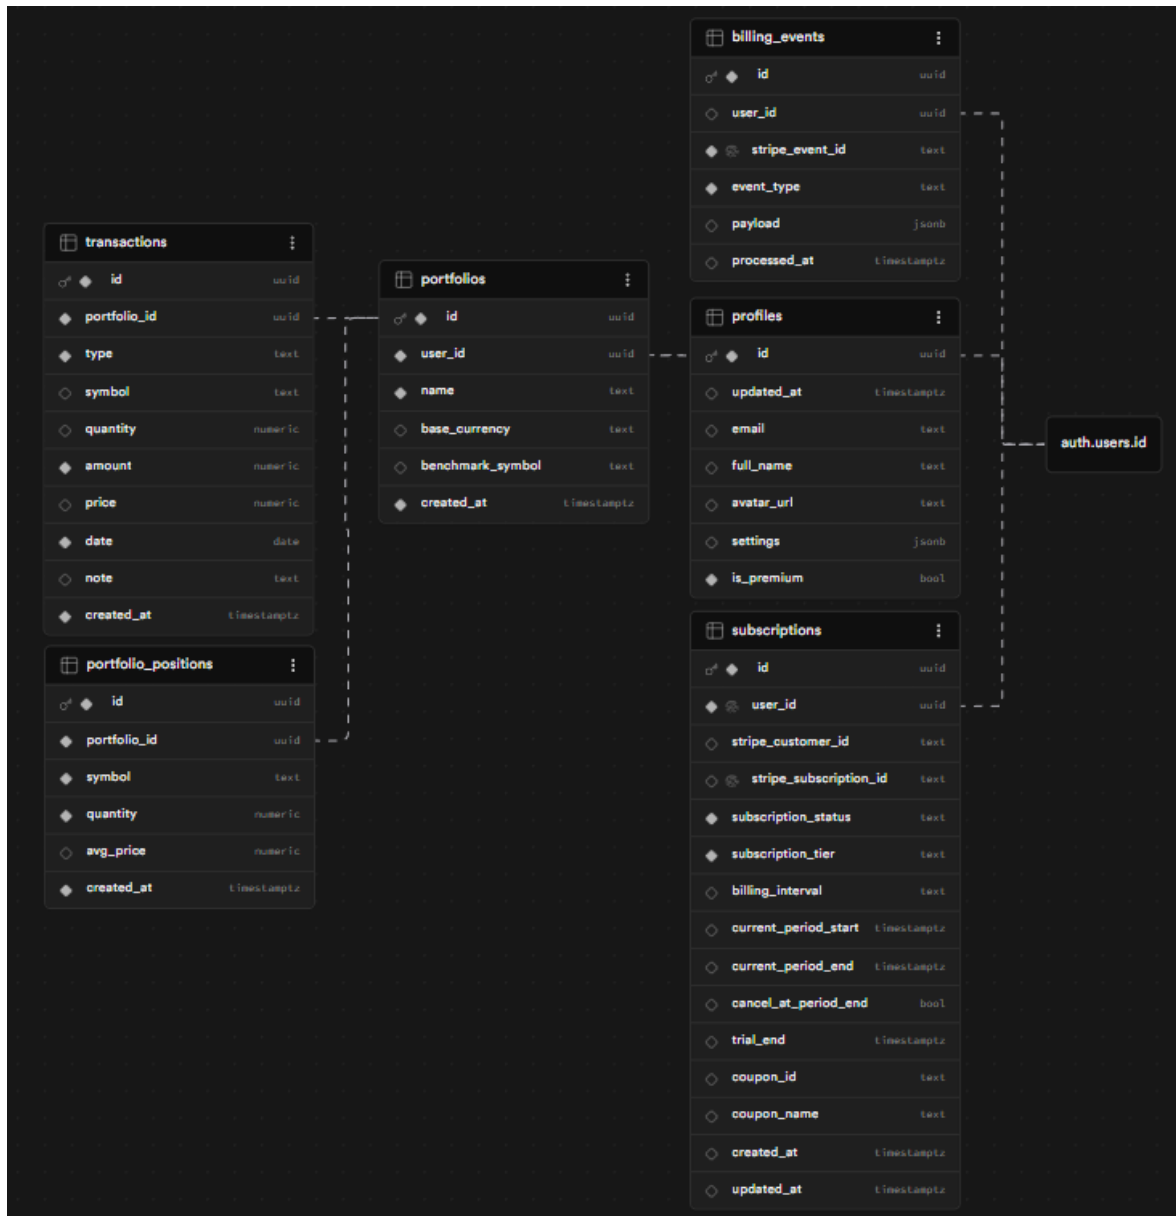 billing_events
id uuid
user_id uuid
stripe_event_id text
event_type text
payload jsonb
processed_at timestamptz
transactions
id uuid
portfolio_id uuid
type text
symbol text
quantity numeric
amount numeric
price numeric
date date
note text
created_at timestamptz
portfolios
id uuid
user_id uuid
name text
base_currency text
benchmark_symbol text
created_at timestamptz
profiles
id uuid
updated_at timestamptz
email text
full_name text
avatar_url text
settings jsonb
is_premium bool
auth.users.id
portfolio_positions
id uuid
portfolio_id uuid
symbol text
quantity numeric
avg_price numeric
created_at timestamptz
subscriptions
id uuid
user_id uuid
stripe_customer_id text
stripe_subscription_id text
subscription_status text
subscription_tier text
billing_interval text
current_period_start timestamptz
current_period_end timestamptz
cancel_at_period_end bool
trial_end timestamptz
coupon_id text
coupon_name text
created_at timestamptz
updated_at timestamptz